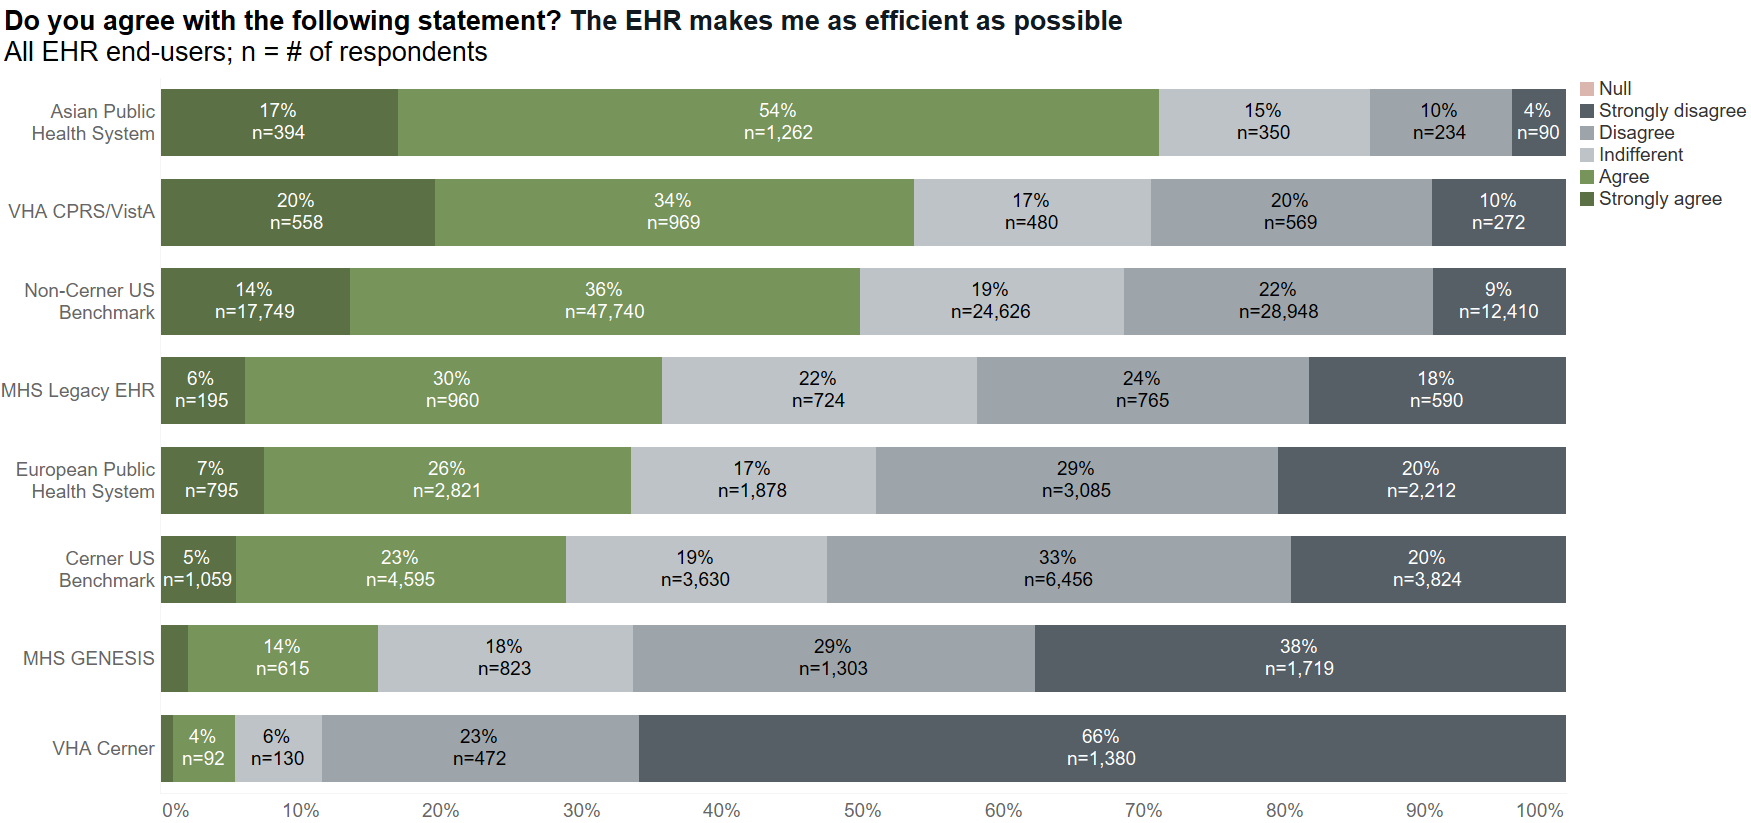 Do you agree with the following statement? The EHR makes me as efficient as possible
All EHR end-users; n = # of respondents
Null
Strongly disagree
Disagree
Indifferent
Agree
Strongly agree
Asian Public
Health System
17%
n=394
54%
n=1,262
15%
n=350
10%
n=234
4%
n=90
VHA CPRS/VistA
20%
n=558
34%
n=969
17%
n=480
20%
n=569
10%
n=272
Non-Cerner US
Benchmark
14%
n=17,749
36%
n=47,740
19%
n=24,626
22%
n=28,948
9%
n=12,410
MHS Legacy EHR
6%
n=195
30%
n=960
22%
n=724
24%
n=765
18%
n=590
European Public
Health System
7%
n=795
26%
n=2,821
17%
n=1,878
29%
n=3,085
20%
n=2,212
Cerner US
Benchmark
5%
n=1,059
23%
n=4,595
19%
n=3,630
33%
n=6,456
20%
n=3,824
MHS GENESIS
14%
n=615
18%
n=823
29%
n=1,303
38%
n=1,719
VHA Cerner
4%
n=92
6%
n=130
23%
n=472
66%
n=1,380
0% 10% 20% 30% 40% 50% 60% 70% 80% 90% 100%